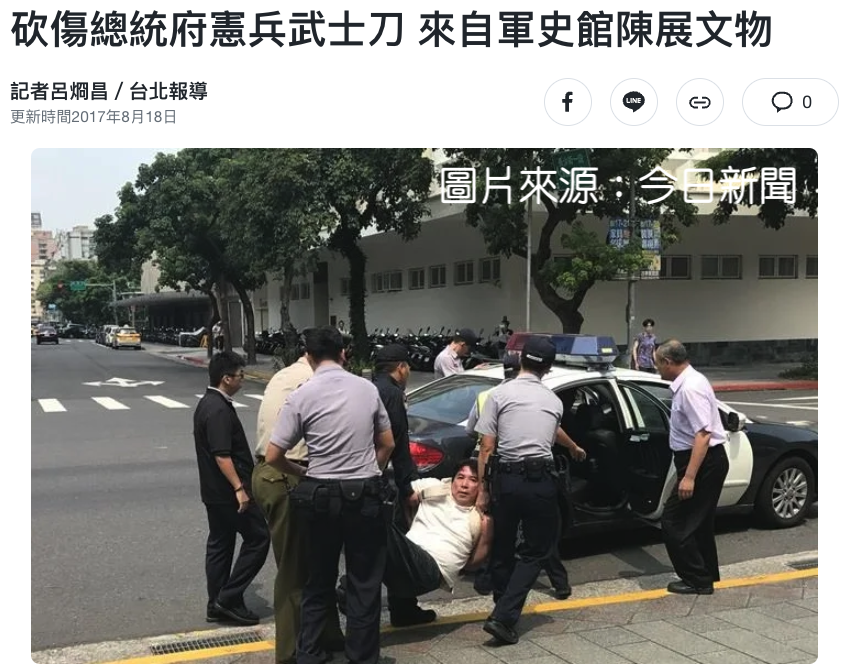 砍傷總統府憲兵武士刀 來自軍史館陳展文物
記者呂烱昌 / 台北報導
更新時間2017年8月18日
LINE
0
圖片來源：今日新聞